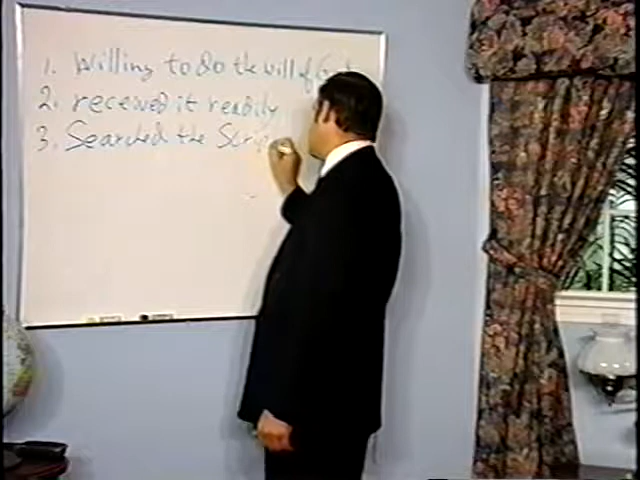 1. Willing to do the will of God
2. received it readily
3. Searched the Scrip